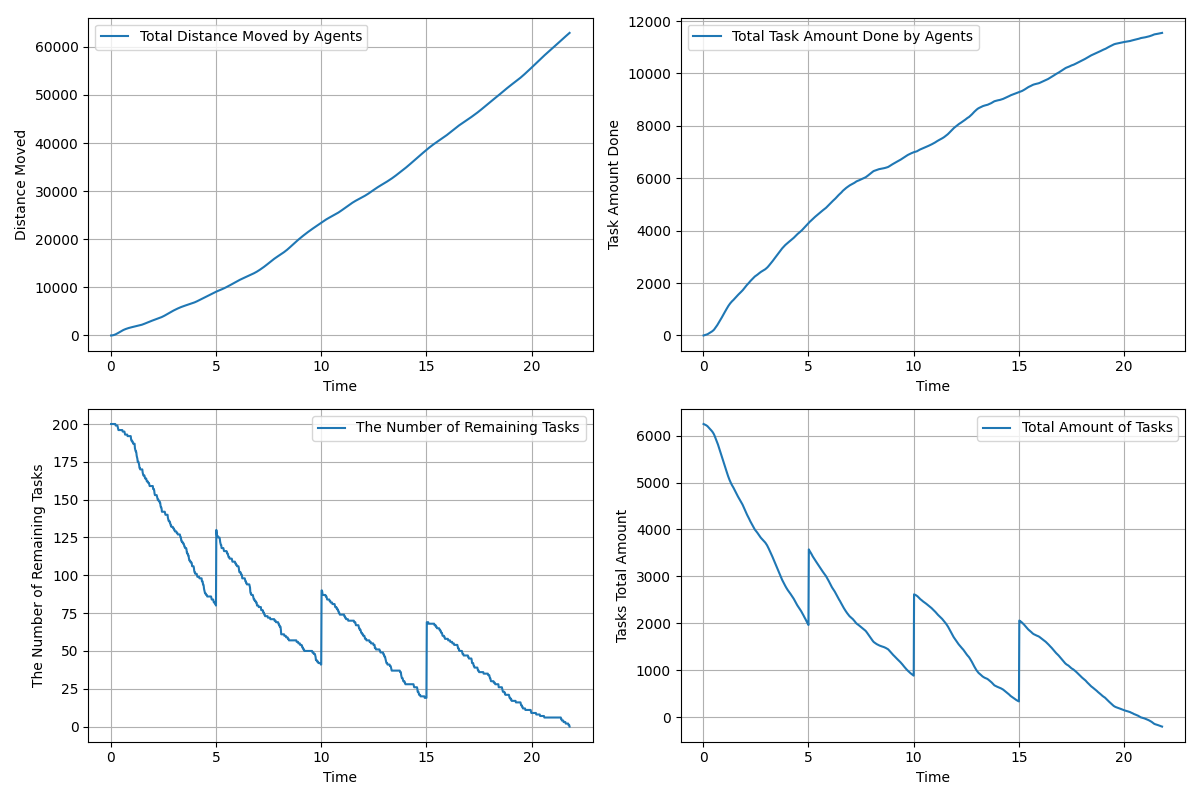 Total Distance Moved by Agents
60000
50000
40000
30000
20000
10000
0
Distance Moved
0 5 10 15 20
Time
Total Task Amount Done by Agents
12000
10000
8000
6000
4000
2000
0
Task Amount Done
0 5 10 15 20
Time
The Number of Remaining Tasks
200
175
150
125
100
75
50
25
0
The Number of Remaining Tasks
0 5 10 15 20
Time
Total Amount of Tasks
6000
5000
4000
3000
2000
1000
0
Tasks Total Amount
0 5 10 15 20
Time